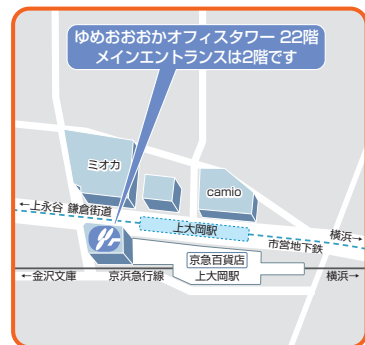 ゆめおおおかオフィスタワー 22階
メインエントランスは2階です
ミオカ
camio
←上永谷 鎌倉街道
上大岡駅
市営地下鉄
横浜→
京急百貨店
上大岡駅
←金沢文庫
京浜急行線
横浜→